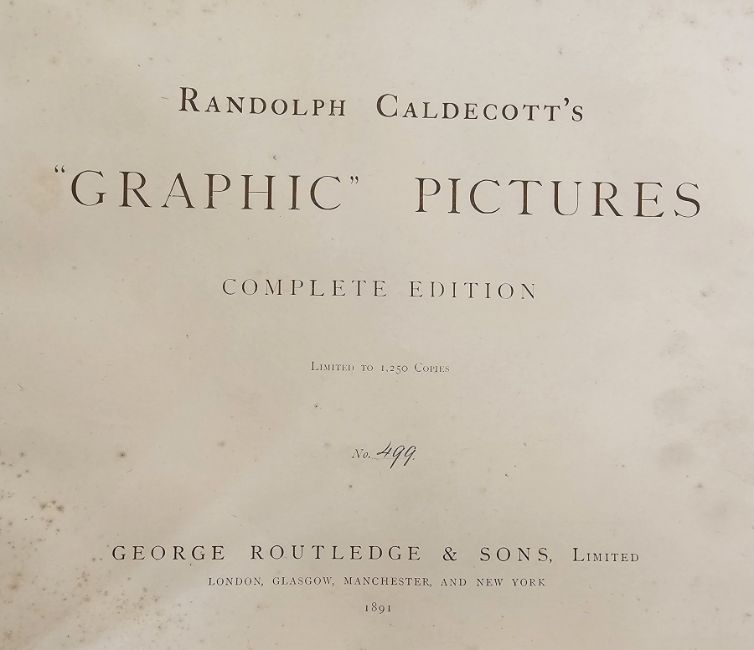 RANDOLPH CALDECOTT'S
"GRAPHIC" PICTURES
COMPLETE EDITION
LIMITED TO 1,250 COPIES
No. 499.
GEORGE ROUTLEDGE & SONS, LIMITED
LONDON, GLASGOW, MANCHESTER, AND NEW YORK
1891